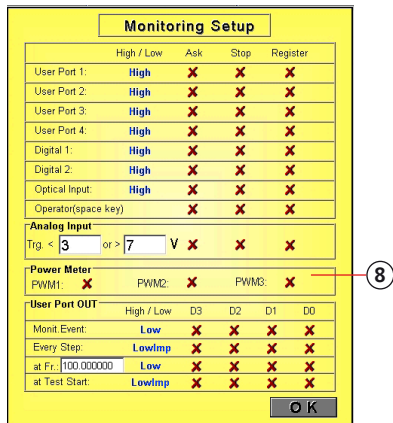 Monitoring Setup
High / Low Ask Stop Register
User Port 1: High
User Port 2: High
User Port 3: High
User Port 4: High
Digital 1: High
Digital 2: High
Optical Input: High
Operator(space key)
Analog Input
Trg. < 3 or > 7 V
Power Meter
PWM1: PWM2: PWM3:
8
User Port OUT
High / Low D3 D2 D1 D0
Monit.Event: Low
Every Step: LowImp
at Fr.: 100.000000 Low
at Test Start: LowImp
OK